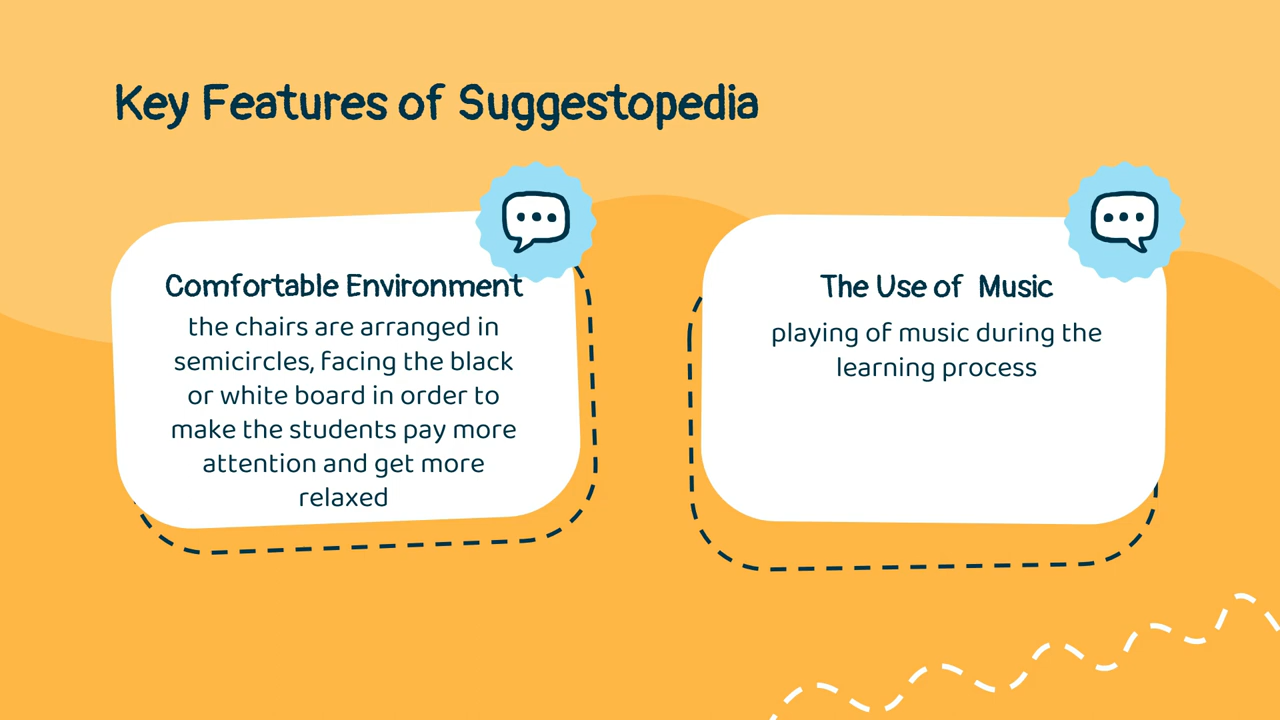 Key Features of Suggestopedia
Comfortable Environment
the chairs are arranged in
semicircles, facing the black
or white board in order to
make the students pay more
attention and get more
relaxed
The Use of  Music
playing of music during the
learning process